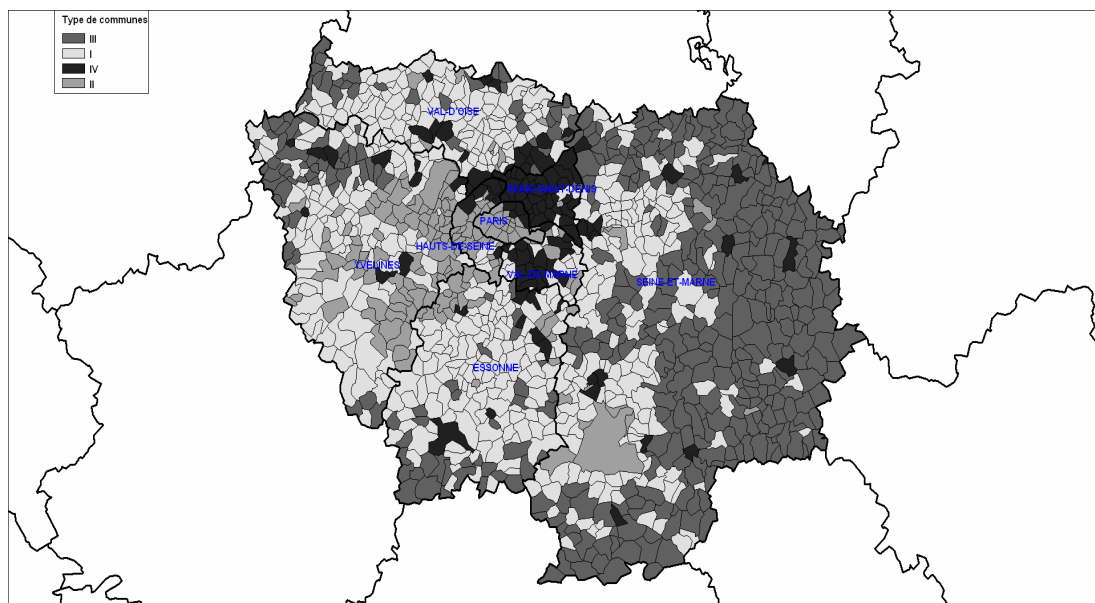 Type de communes
III
I
IV
II
VAL-D'OISE
SEINE-SAINT-DENIS
PARIS
HAUTS-DE-SEINE
YVELINES
VAL-DE-MARNE
SEINE-ET-MARNE
ESSONNE